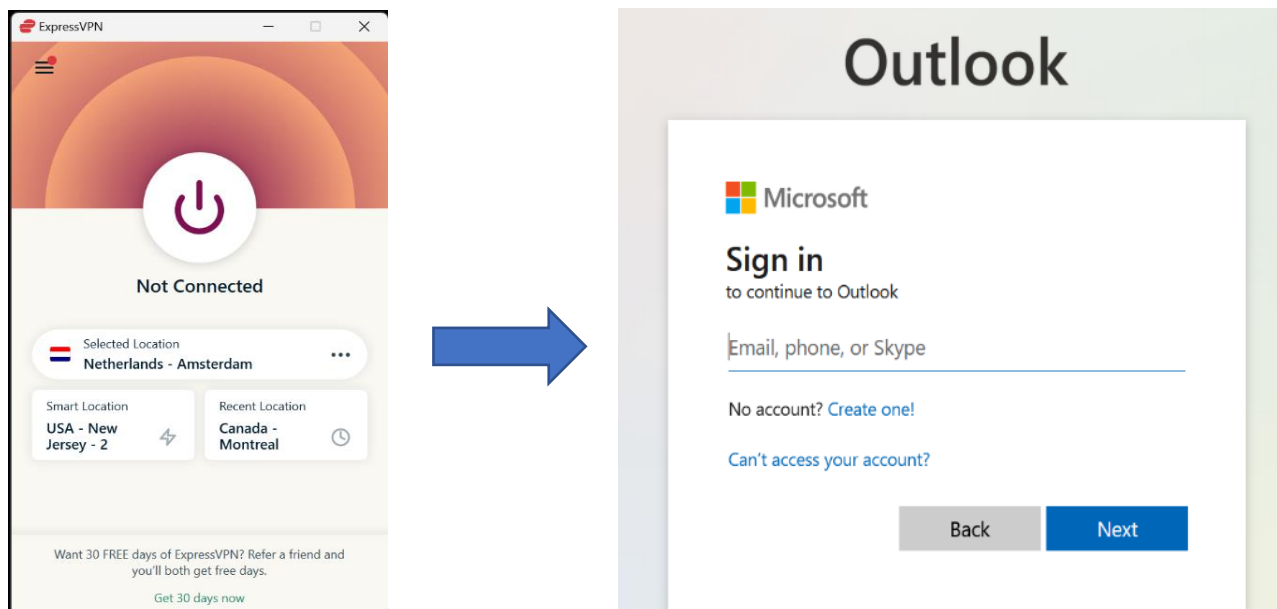 ExpressVPN
Not Connected
Selected Location
Netherlands - Amsterdam
Smart Location
USA - New
Jersey - 2
Recent Location
Canada -
Montreal
Want 30 FREE days of ExpressVPN? Refer a friend and
you'll both get free days.
Get 30 days now
Outlook
Microsoft
Sign in
to continue to Outlook
Email, phone, or Skype
No account? Create one!
Can't access your account?
Back
Next